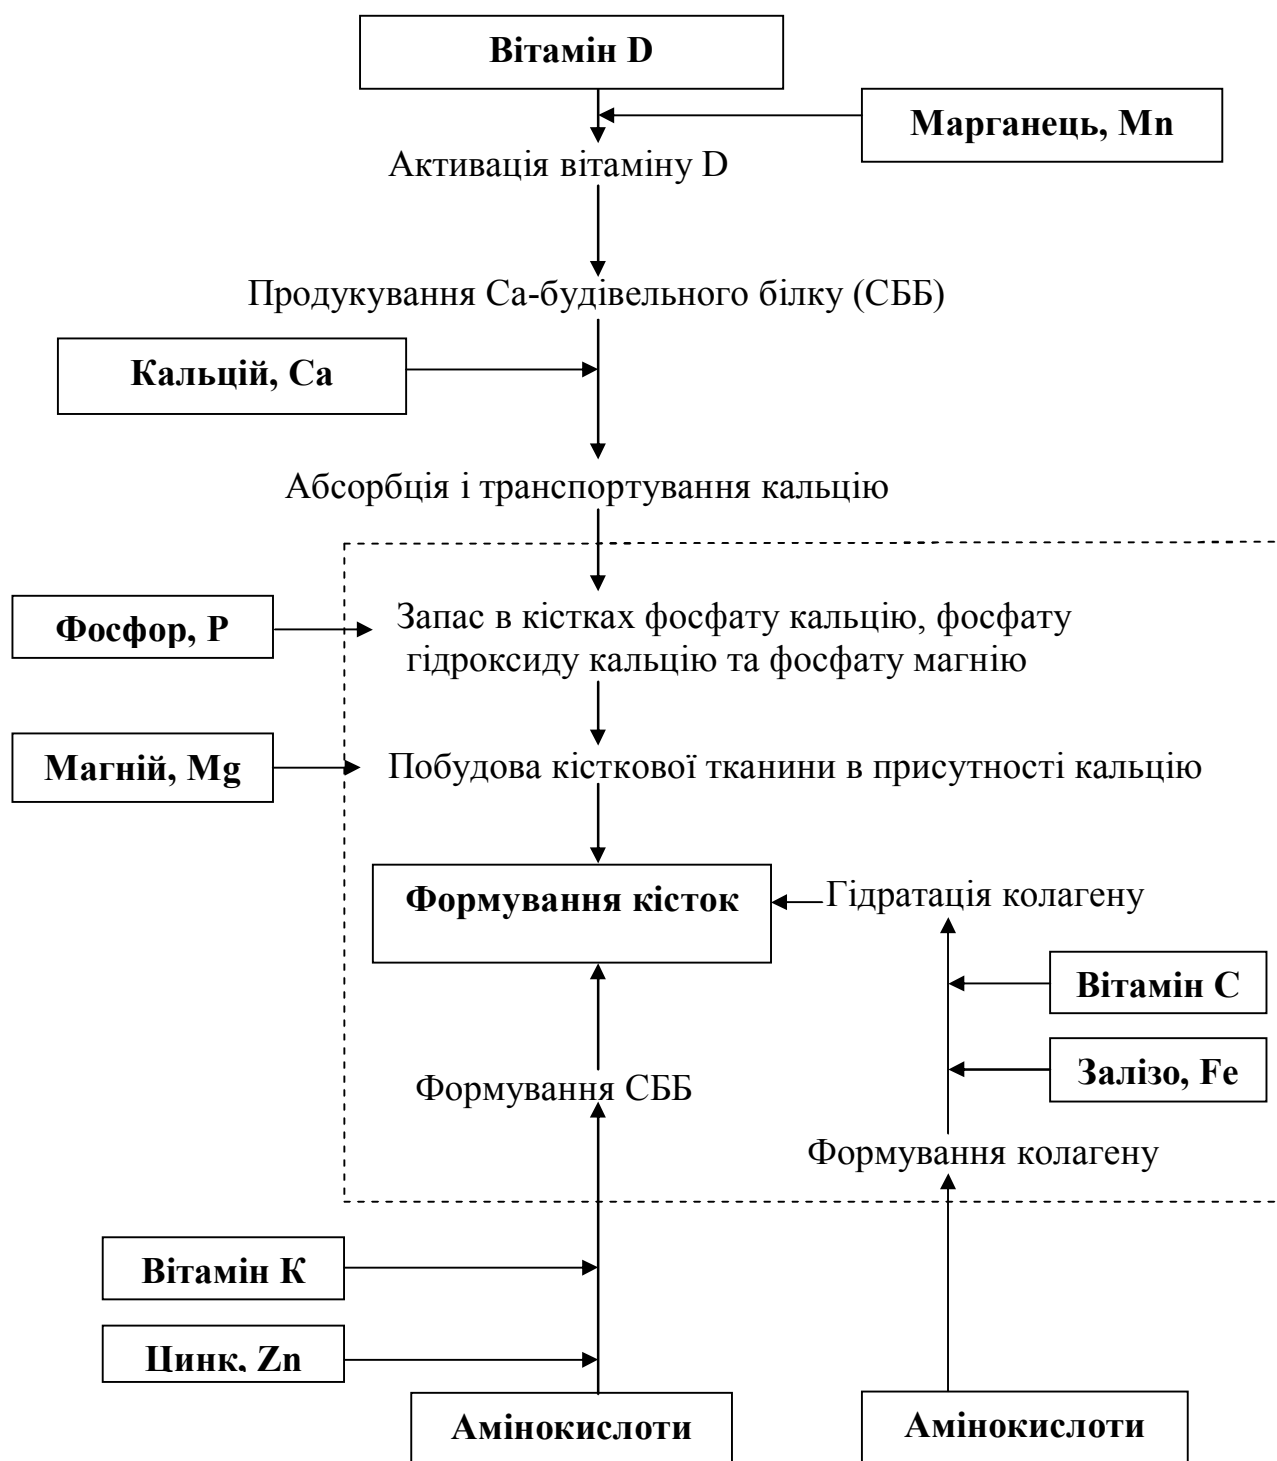 Вітамін D
Марганець, Mn
Активація вітаміну D
Продукування Ca-будівельного білку (СББ)
Кальцій, Ca
Абсорбція і транспортування кальцію
Фосфор, P
Запас в кістках фосфату кальцію, фосфату
гідроксиду кальцію та фосфату магнію
Магній, Mg
Побудова кісткової тканини в присутності кальцію
Формування кісток
Гідратація колагену
Вітамін С
Залізо, Fe
Формування СББ
Формування колагену
Вітамін К
Цинк, Zn
Амінокислоти
Амінокислоти